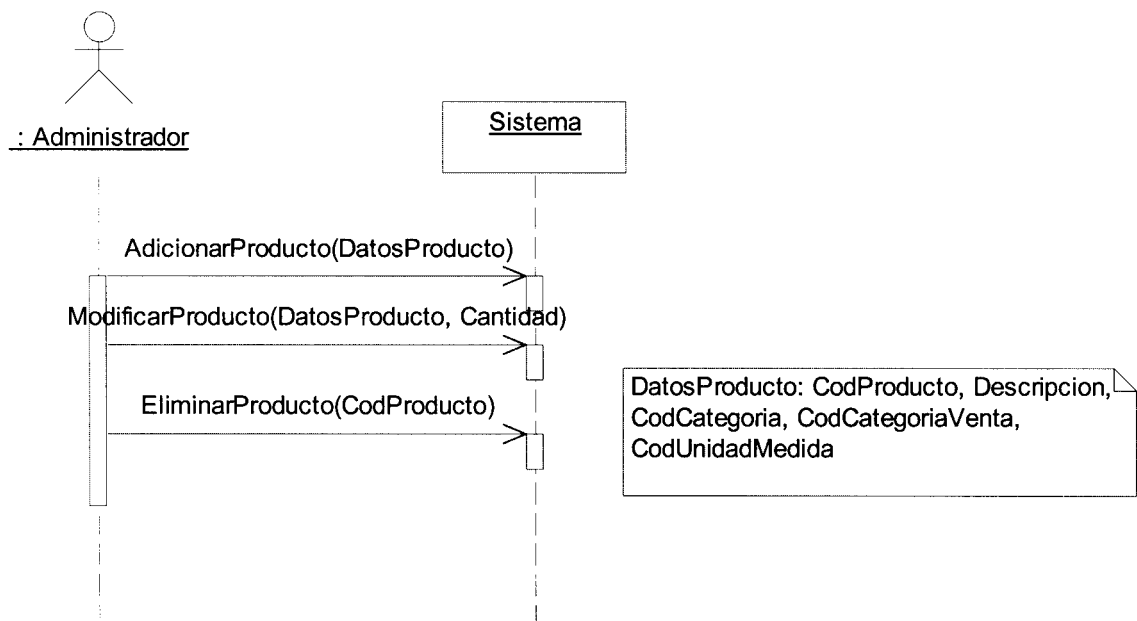 : Administrador
Sistema
AdicionarProducto(DatosProducto)
ModificarProducto(DatosProducto, Cantidad)
EliminarProducto(CodProducto)
DatosProducto: CodProducto, Descripcion,
CodCategoria, CodCategoriaVenta,
CodUnidadMedida